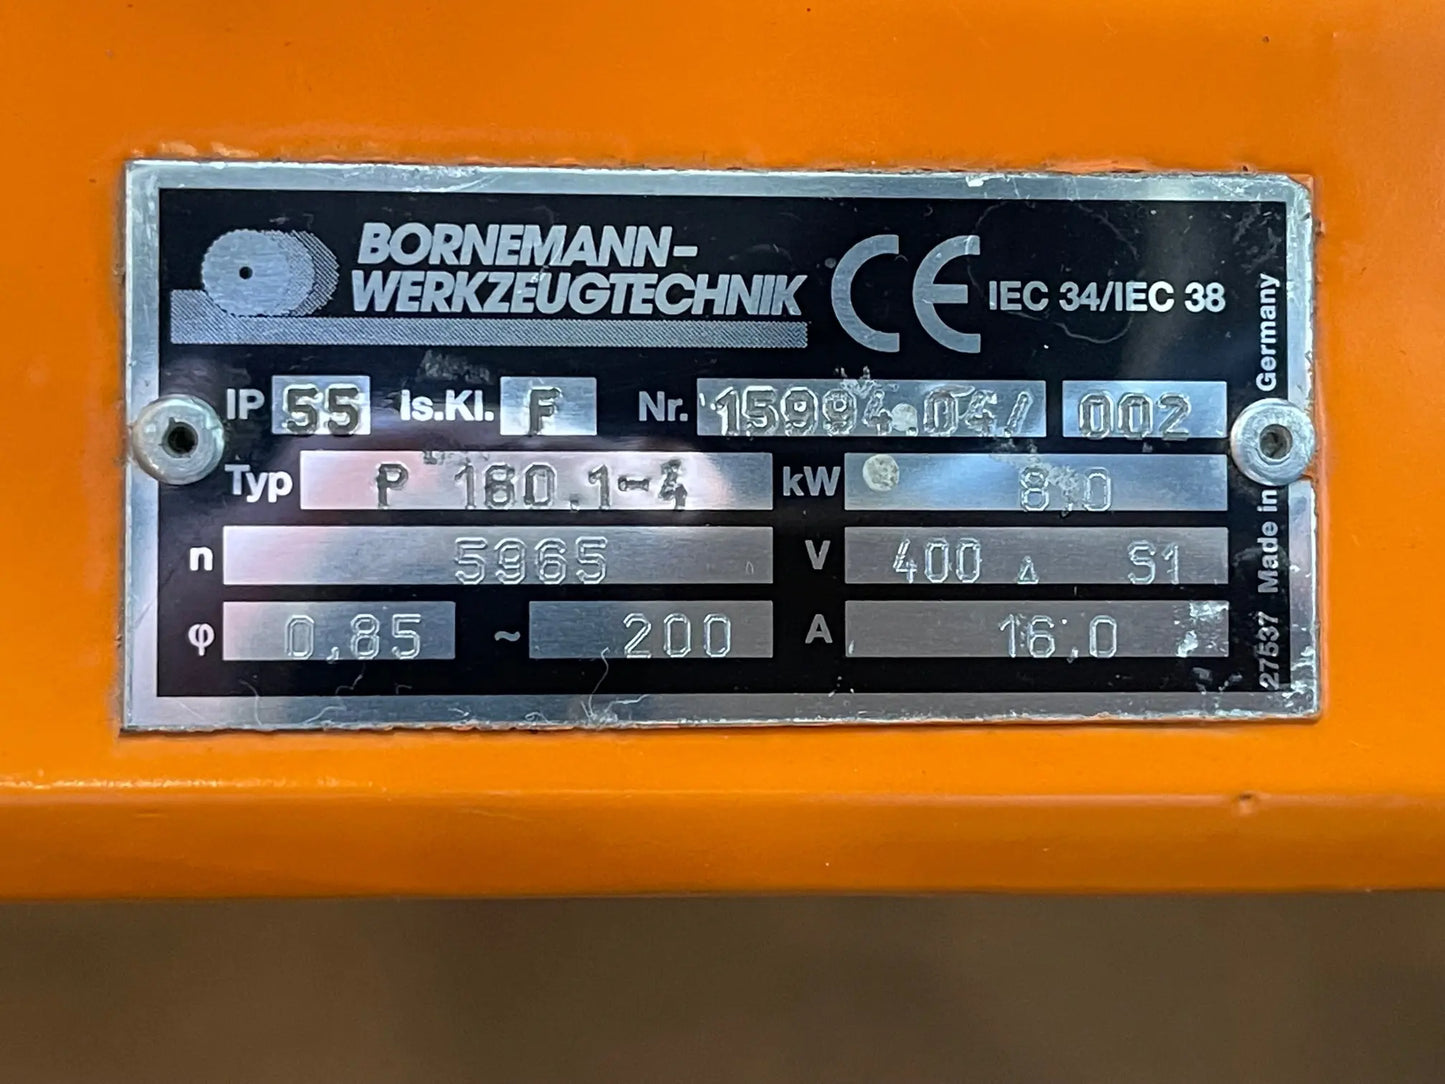 BORNEMANN-
WERKZEUGTECHNIK
CE IEC 34/IEC 38
IP 55 Is.Kl. F Nr. 15994.04/ 002
Typ P 160.1-4 kW 8,0
n 5965 V 400 Δ S1
φ 0,85 ~ 200 A 16,0
27537 Made in Germany